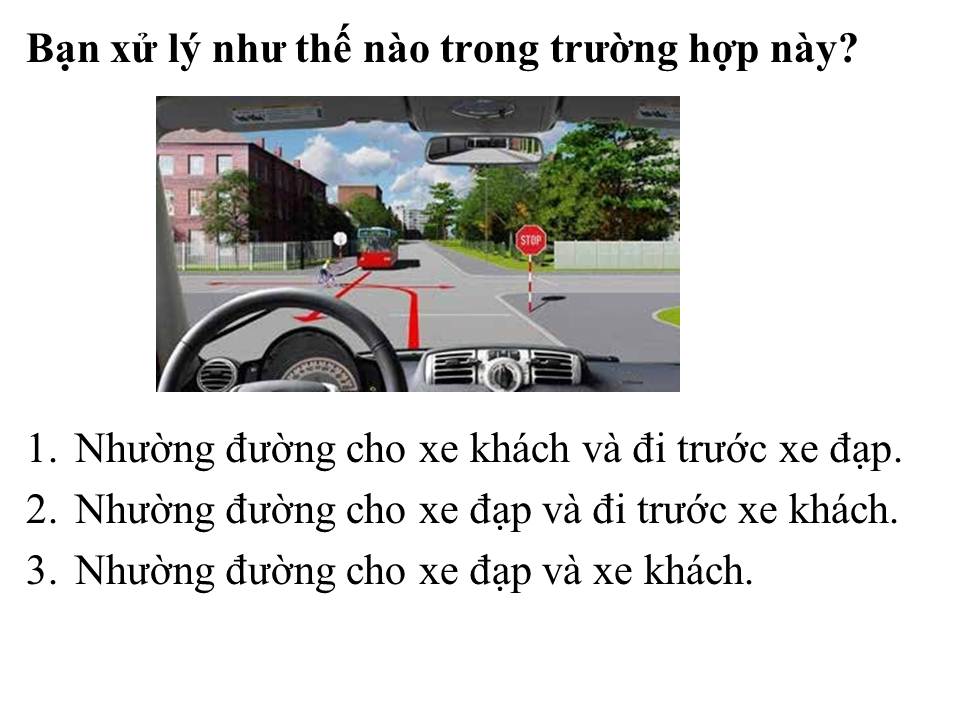 Bạn xử lý như thế nào trong trường hợp này?
STOP
1. Nhường đường cho xe khách và đi trước xe đạp.
2. Nhường đường cho xe đạp và đi trước xe khách.
3. Nhường đường cho xe đạp và xe khách.